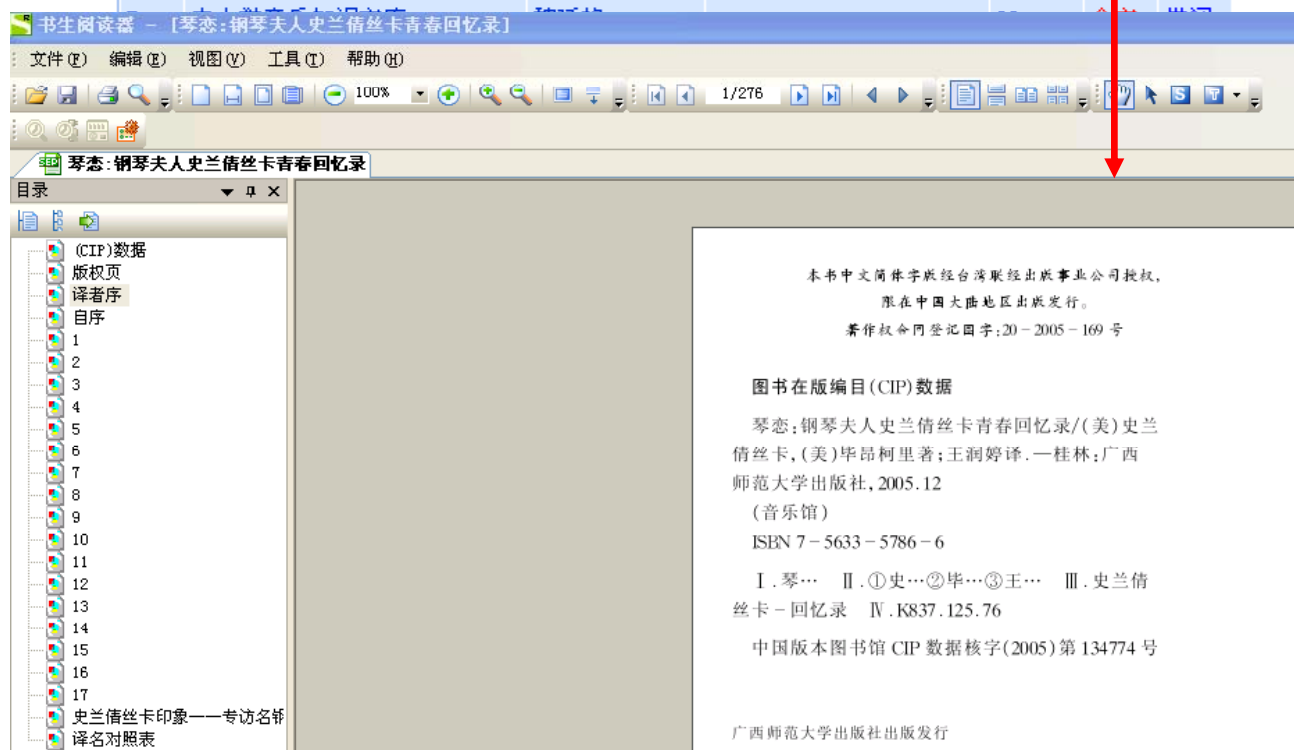 书生阅读器 - [琴恋:钢琴夫人史兰倩丝卡青春回忆录]
文件(F) 编辑(E) 视图(V) 工具(T) 帮助(H)
100% 1/276
琴恋:钢琴夫人史兰倩丝卡青春回忆录
目录
(CIP)数据
版权页
译者序
自序
1
2
3
4
5
6
7
8
9
10
11
12
13
14
15
16
17
史兰倩丝卡印象——专访名钢
译名对照表
本书中文简体字版经台湾联经出版事业公司授权,
限在中国大陆地区出版发行。
著作权合同登记图字:20-2005-169 号
图书在版编目(CIP)数据
琴恋:钢琴夫人史兰倩丝卡青春回忆录/(美)史兰
倩丝卡,(美)毕昂柯里著;王润婷译.—桂林:广西
师范大学出版社,2005.12
(音乐馆)
ISBN 7-5633-5786-6
Ⅰ.琴… Ⅱ.①史…②毕…③王… Ⅲ.史兰倩
丝卡-回忆录 Ⅳ.K837.125.76
中国版本图书馆 CIP 数据核字(2005)第 134774 号
广西师范大学出版社出版发行